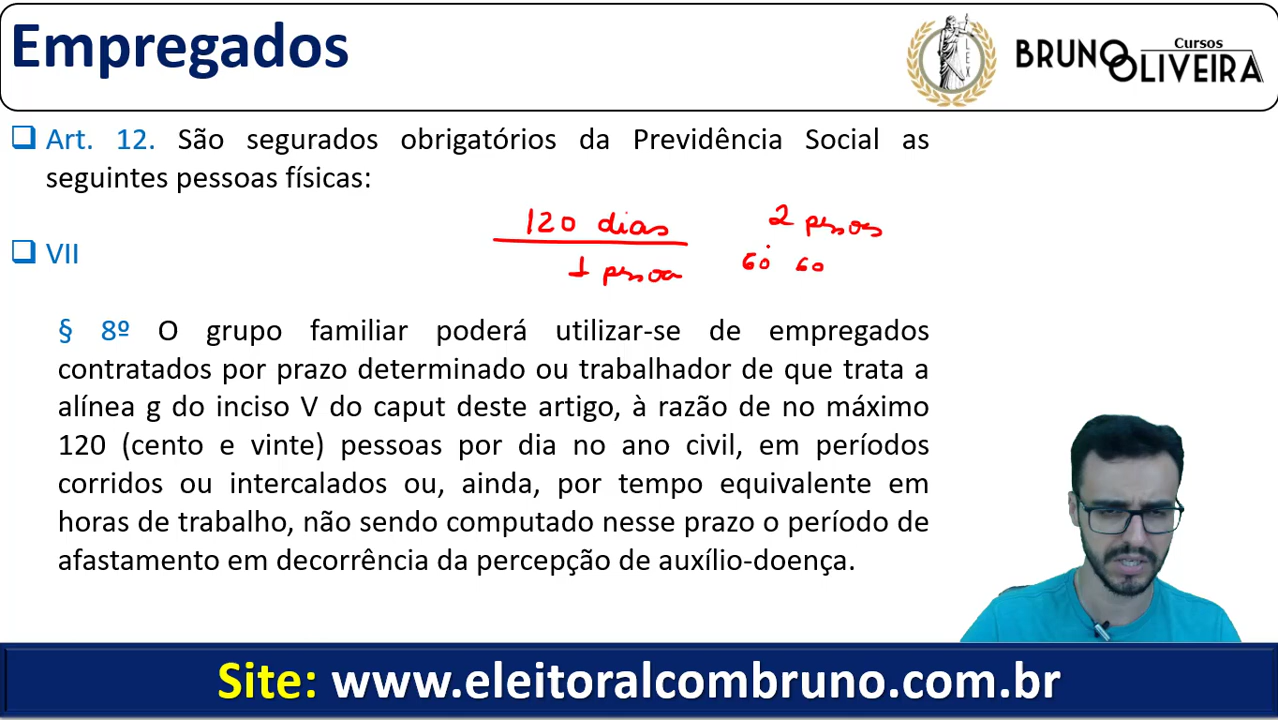 Empregados
Cursos
BRUNO
OLIVEIRA
LEX
Art. 12. São segurados obrigatórios da Previdência Social as
seguintes pessoas físicas:
120 dias
2 pessoas
VII
1 pessoa
60 60
§ 8º O grupo familiar poderá utilizar-se de empregados
contratados por prazo determinado ou trabalhador de que trata a
alínea g do inciso V do caput deste artigo, à razão de no máximo
120 (cento e vinte) pessoas por dia no ano civil, em períodos
corridos ou intercalados ou, ainda, por tempo equivalente em
horas de trabalho, não sendo computado nesse prazo o período de
afastamento em decorrência da percepção de auxílio-doença.
Site: www.eleitoralcombruno.com.br